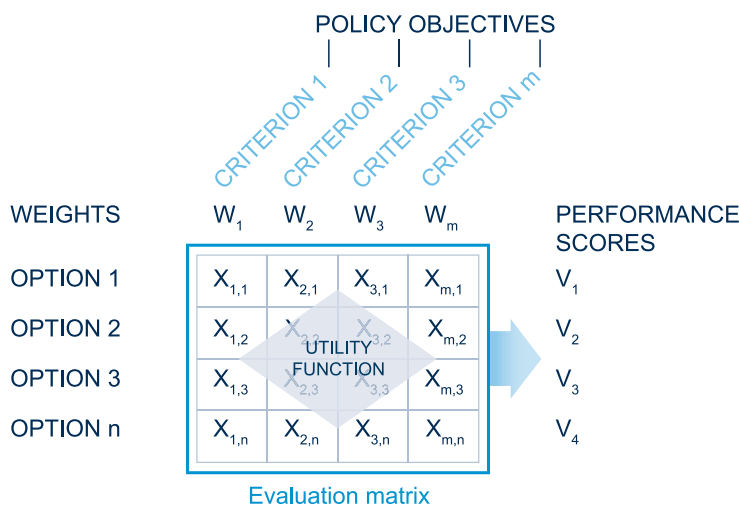 POLICY OBJECTIVES
CRITERION 1
CRITERION 2
CRITERION 3
CRITERION m
WEIGHTS W₁ W₂ W₃ Wₘ PERFORMANCE
SCORES
OPTION 1 X₁,₁ X₂,₁ X₃,₁ Xₘ,₁ V₁
OPTION 2 X₁,₂ X₂,₂ X₃,₂ Xₘ,₂ V₂
UTILITY
FUNCTION
OPTION 3 X₁,₃ X₂,₃ X₃,₃ Xₘ,₃ V₃
OPTION n X₁,ₙ X₂,ₙ X₃,ₙ Xₘ,ₙ V₄
Evaluation matrix